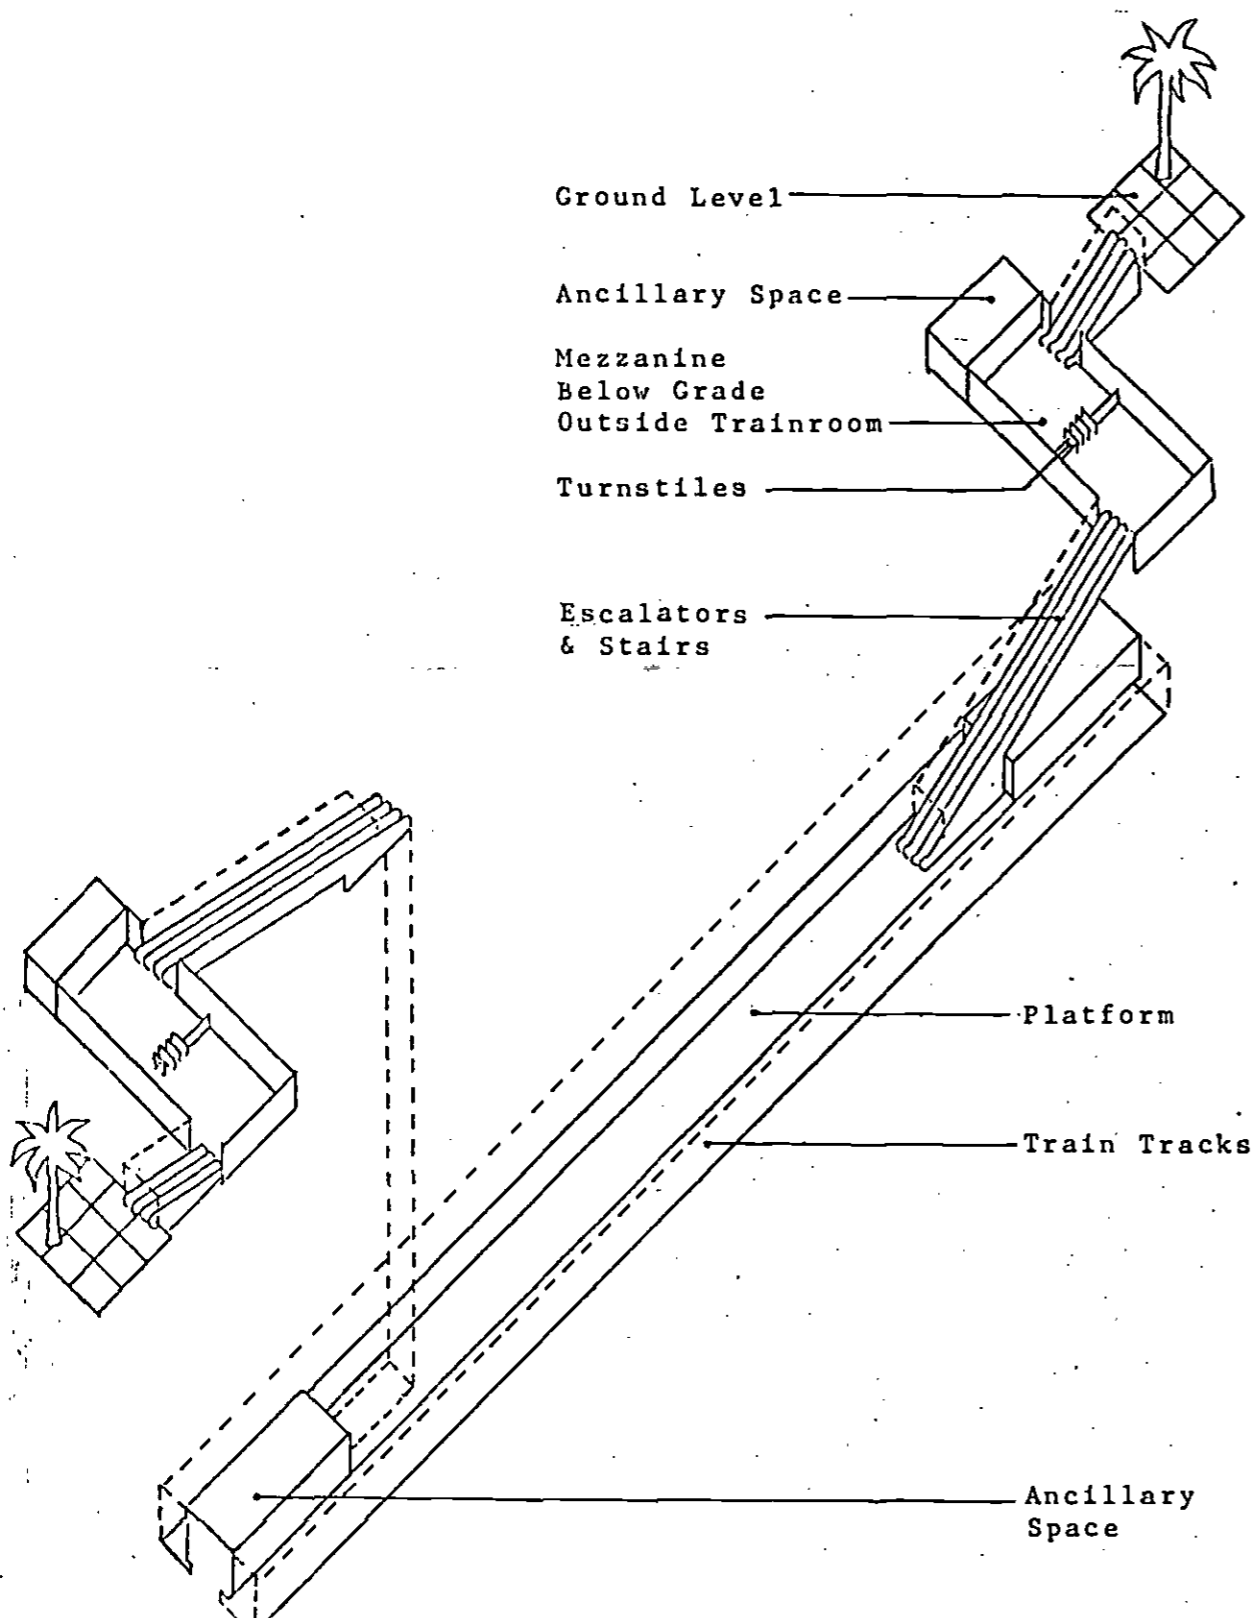 Ground Level
Ancillary Space
Mezzanine
Below Grade
Outside Trainroom
Turnstiles
Escalators
& Stairs
Platform
Train Tracks
Ancillary
Space